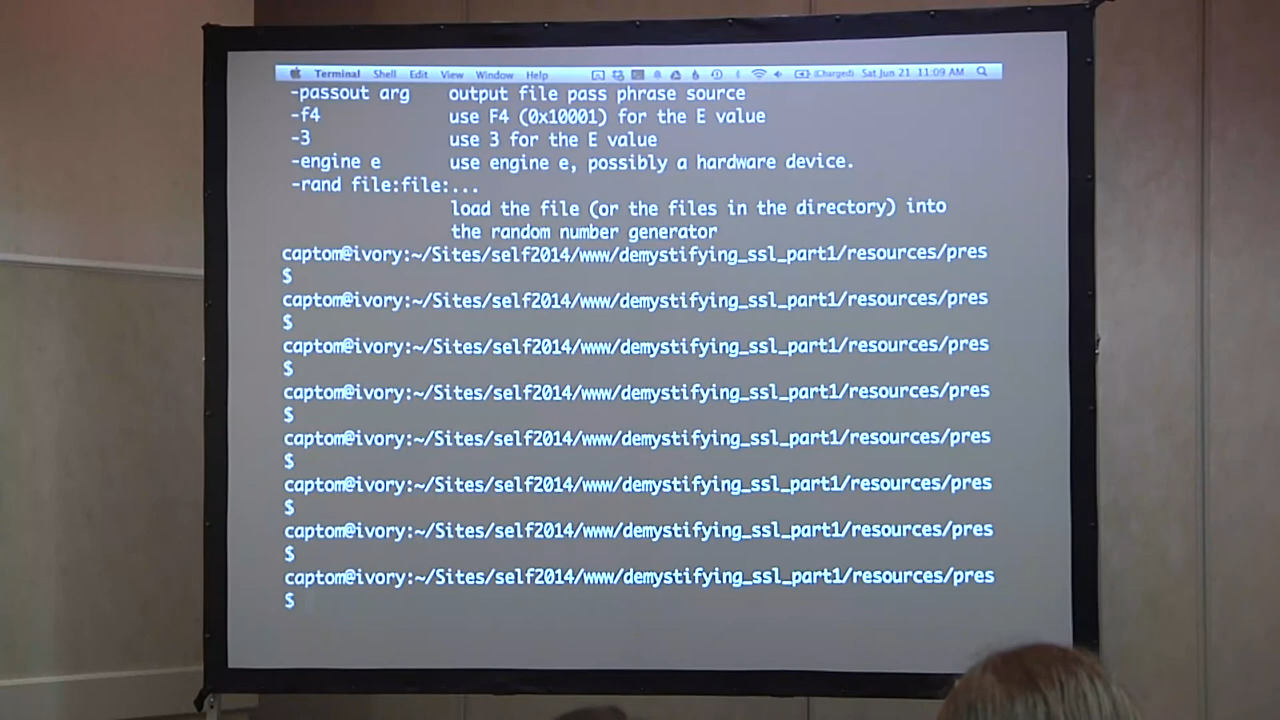 Terminal Shell Edit View Window Help (Charged) Sat Jun 21 11:09 AM
-passout arg output file pass phrase source
-f4 use F4 (0x10001) for the E value
-3 use 3 for the E value
-engine e use engine e, possibly a hardware device.
-rand file:file:...
load the file (or the files in the directory) into
the random number generator
captom@ivory:~/Sites/self2014/www/demystifying_ssl_part1/resources/pres
$
captom@ivory:~/Sites/self2014/www/demystifying_ssl_part1/resources/pres
$
captom@ivory:~/Sites/self2014/www/demystifying_ssl_part1/resources/pres
$
captom@ivory:~/Sites/self2014/www/demystifying_ssl_part1/resources/pres
$
captom@ivory:~/Sites/self2014/www/demystifying_ssl_part1/resources/pres
$
captom@ivory:~/Sites/self2014/www/demystifying_ssl_part1/resources/pres
$
captom@ivory:~/Sites/self2014/www/demystifying_ssl_part1/resources/pres
$
captom@ivory:~/Sites/self2014/www/demystifying_ssl_part1/resources/pres
$